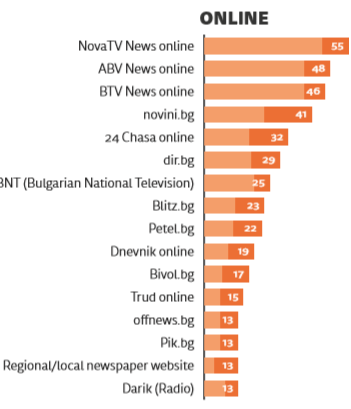 ONLINE
NovaTV News online 55
ABV News online 48
BTV News online 46
novini.bg 41
24 Chasa online 32
dir.bg 29
BNT (Bulgarian National Television) 25
Blitz.bg 23
Petel.bg 22
Dnevnik online 19
Bivol.bg 17
Trud online 15
offnews.bg 13
Pik.bg 13
Regional/local newspaper website 13
Darik (Radio) 13